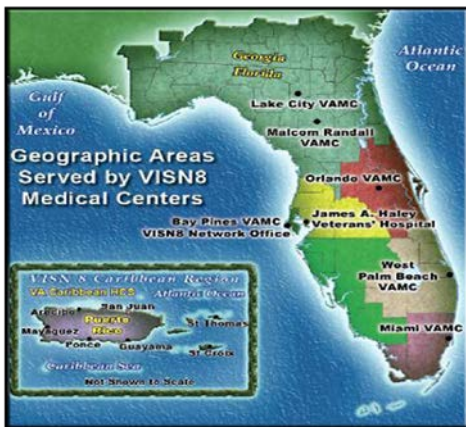 Georgia
Florida
Atlantic
Ocean
Gulf
of
Mexico
Lake City VAMC
Malcom Randall
VAMC
Geographic Areas
Served by VISN8
Medical Centers
Orlando VAMC
James A. Haley
Veterans' Hospital
Bay Pines VAMC
VISN8 Network Office
West
Palm Beach
VAMC
Miami VAMC
VISN 8 Caribbean Region
VA Caribbean HCS
Atlantic Ocean
San Juan
Arecibo
Puerto
Rico
Mayaguez
Ponce
Guayama
St Thomas
St Croix
Caribbean Sea
Not Shown to Scale